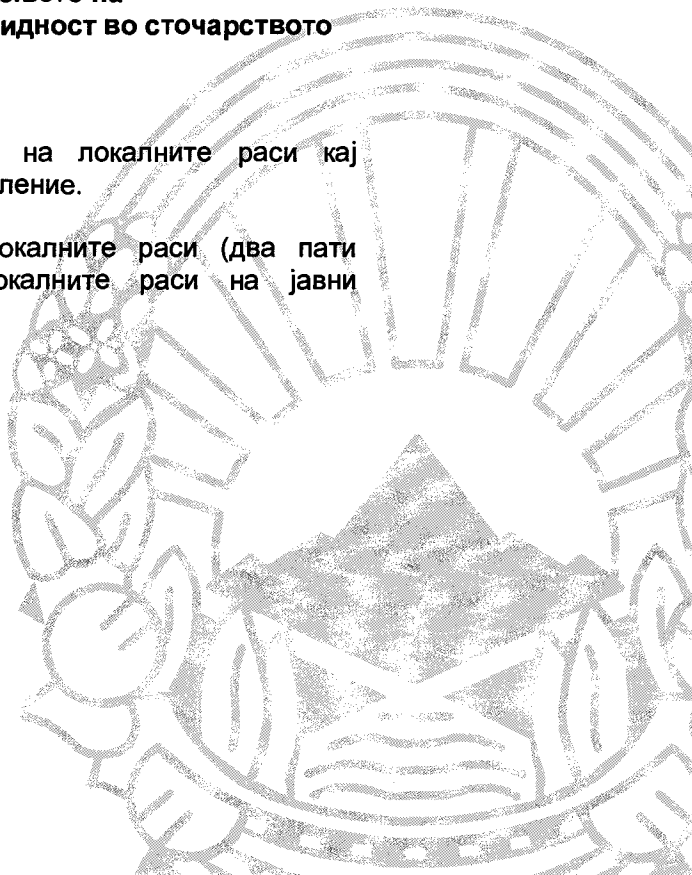 идност во сточарството
на локалните раси кај
ление.
окалните раси (два пати
окалните раси на јавни